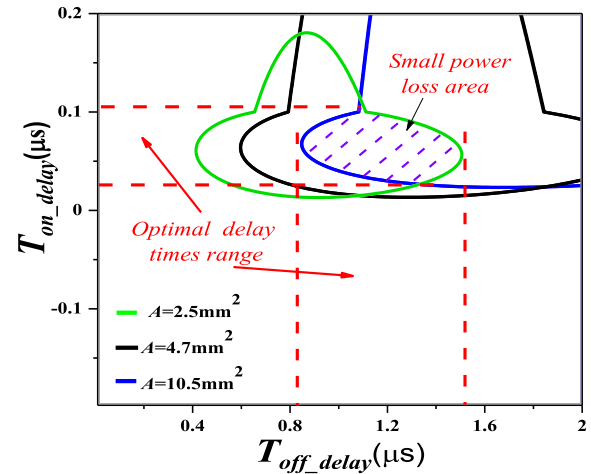 0.2
0.1
0
-0.1
T_on_delay(μs)
Small power
loss area
Optimal delay
times range
A=2.5mm²
A=4.7mm²
A=10.5mm²
0.4 0.8 1.2 1.6 2
T_off_delay(μs)